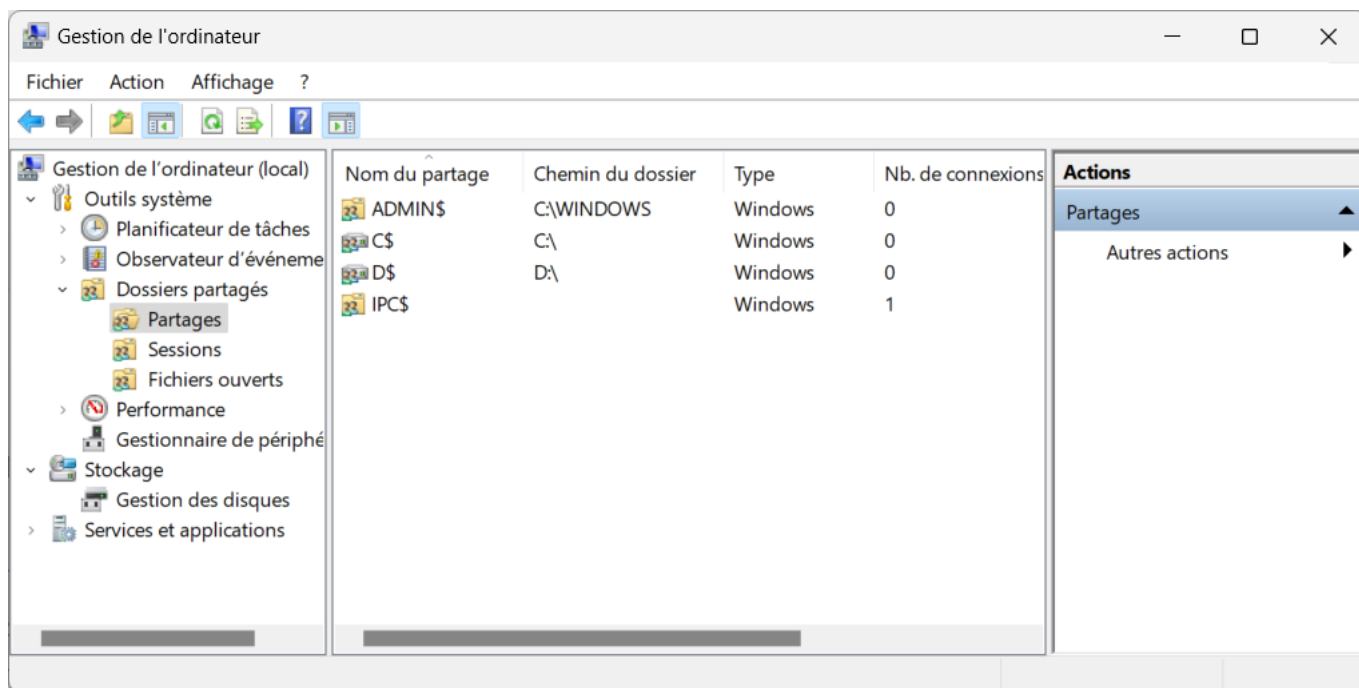 Gestion de l'ordinateur
Fichier Action Affichage ?
Gestion de l'ordinateur (local)
Outils système
Planificateur de tâches
Observateur d'événeme
Dossiers partagés
Partages
Sessions
Fichiers ouverts
Performance
Gestionnaire de périphé
Stockage
Gestion des disques
Services et applications
Nom du partage Chemin du dossier Type Nb. de connexions
ADMIN$ C:\WINDOWS Windows 0
C$ C:\ Windows 0
D$ D:\ Windows 0
IPC$ Windows 1
Actions
Partages
Autres actions